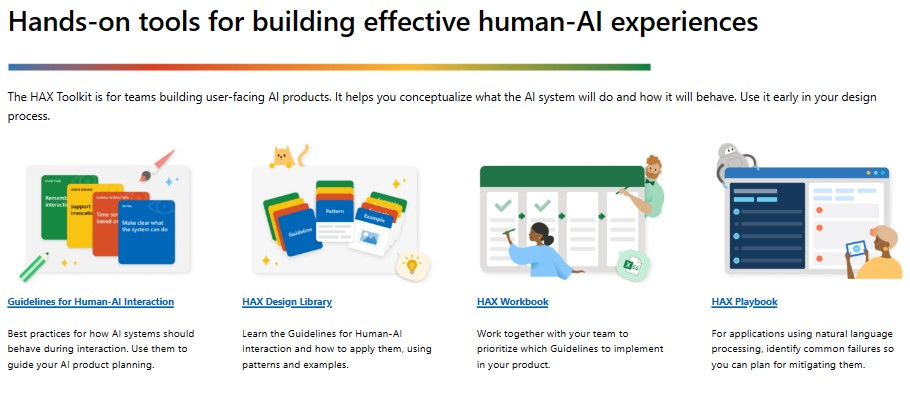 Hands-on tools for building effective human-AI experiences
The HAX Toolkit is for teams building user-facing AI products. It helps you conceptualize what the AI system will do and how it will behave. Use it early in your design
process.
support
Time
based
Make clear what
the system can do
Guideline
Pattern
Example
Guidelines for Human-AI Interaction
HAX Design Library
HAX Workbook
HAX Playbook
Best practices for how AI systems should
behave during interaction. Use them to
guide your AI product planning.
Learn the Guidelines for Human-AI
Interaction and how to apply them, using
patterns and examples.
Work together with your team to
prioritize which Guidelines to implement
in your product.
For applications using natural language
processing, identify common failures so
you can plan for mitigating them.